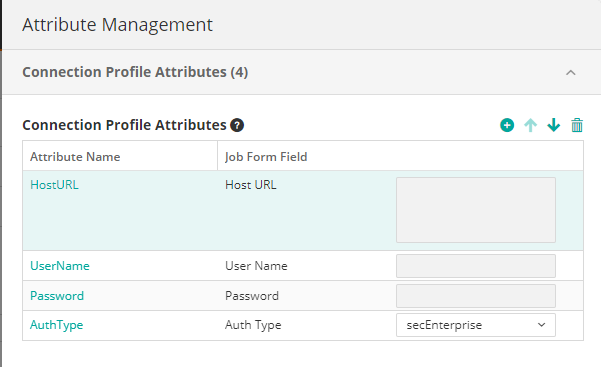 Attribute Management
Connection Profile Attributes (4)
Connection Profile Attributes ?
Attribute Name Job Form Field
HostURL Host URL
UserName User Name
Password Password
AuthType Auth Type secEnterprise